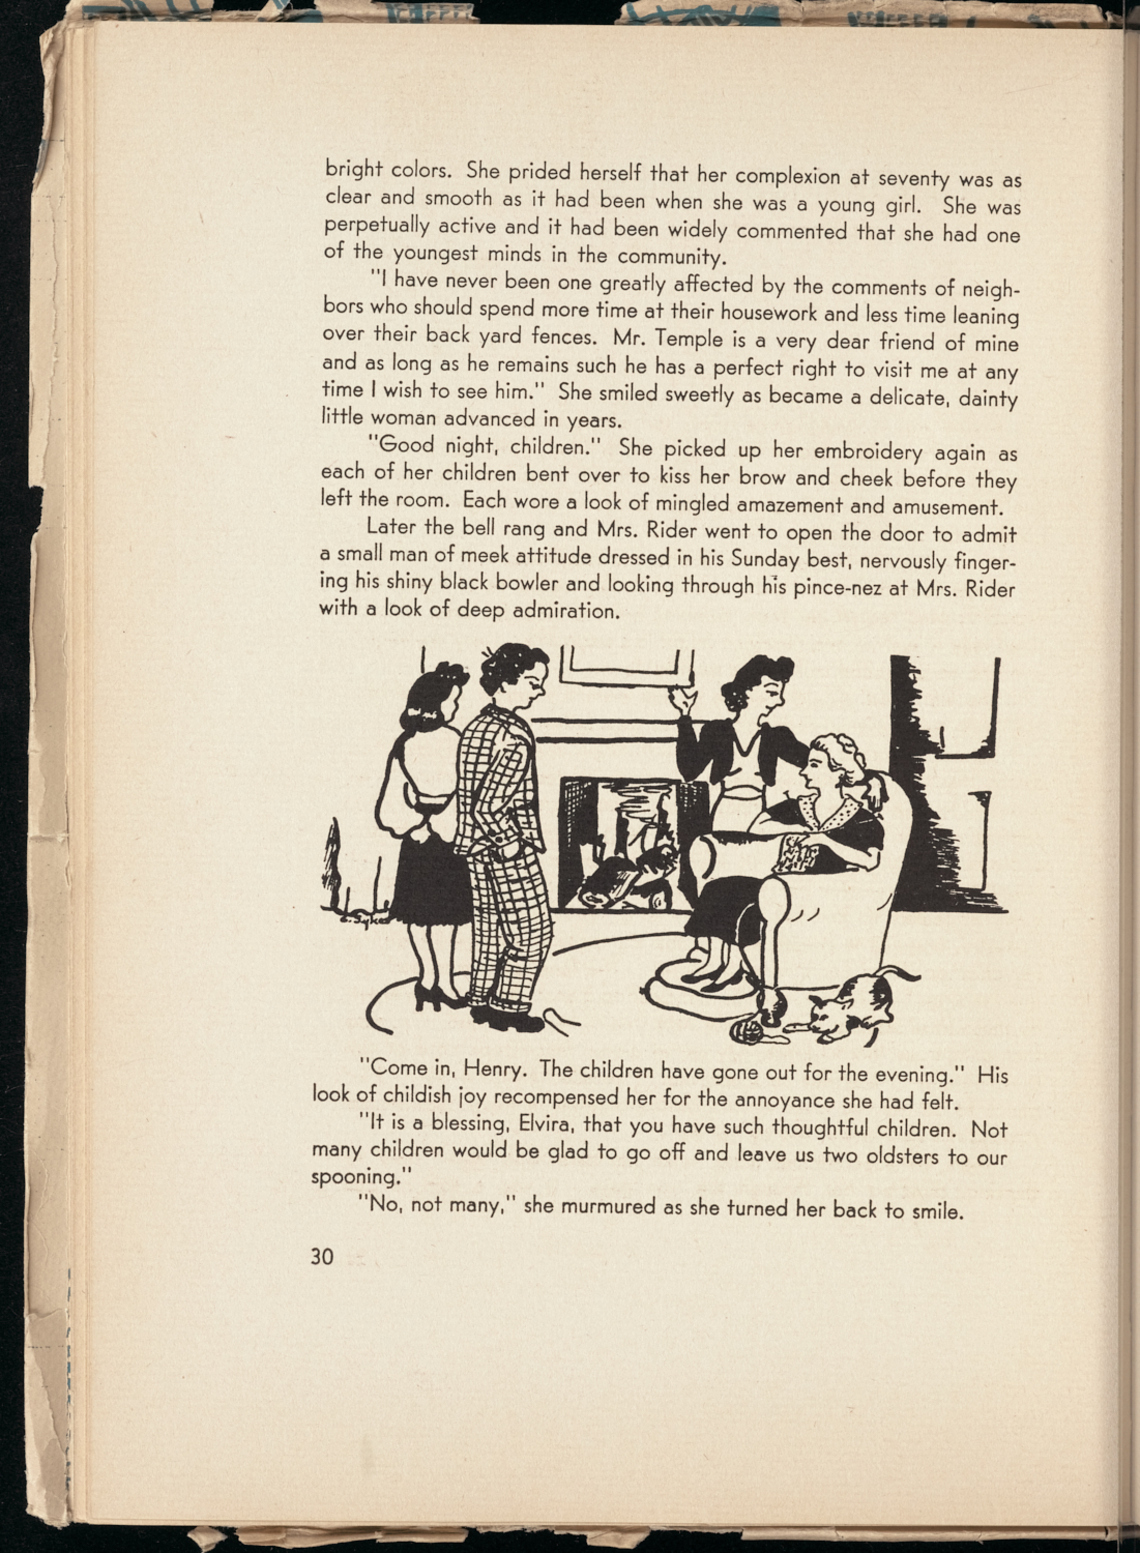 bright colors. She prided herself that her complexion at seventy was as
clear and smooth as it had been when she was a young girl. She was
perpetually active and it had been widely commented that she had one
of the youngest minds in the community.
"I have never been one greatly affected by the comments of neigh-
bors who should spend more time at their housework and less time leaning
over their back yard fences. Mr. Temple is a very dear friend of mine
and as long as he remains such he has a perfect right to visit me at any
time I wish to see him." She smiled sweetly as became a delicate, dainty
little woman advanced in years.
"Good night, children." She picked up her embroidery again as
each of her children bent over to kiss her brow and cheek before they
left the room. Each wore a look of mingled amazement and amusement.
Later the bell rang and Mrs. Rider went to open the door to admit
a small man of meek attitude dressed in his Sunday best, nervously finger-
ing his shiny black bowler and looking through his pince-nez at Mrs. Rider
with a look of deep admiration.
"Come in, Henry. The children have gone out for the evening." His
look of childish joy recompensed her for the annoyance she had felt.
"It is a blessing, Elvira, that you have such thoughtful children. Not
many children would be glad to go off and leave us two oldsters to our
spooning."
"No, not many," she murmured as she turned her back to smile.
30